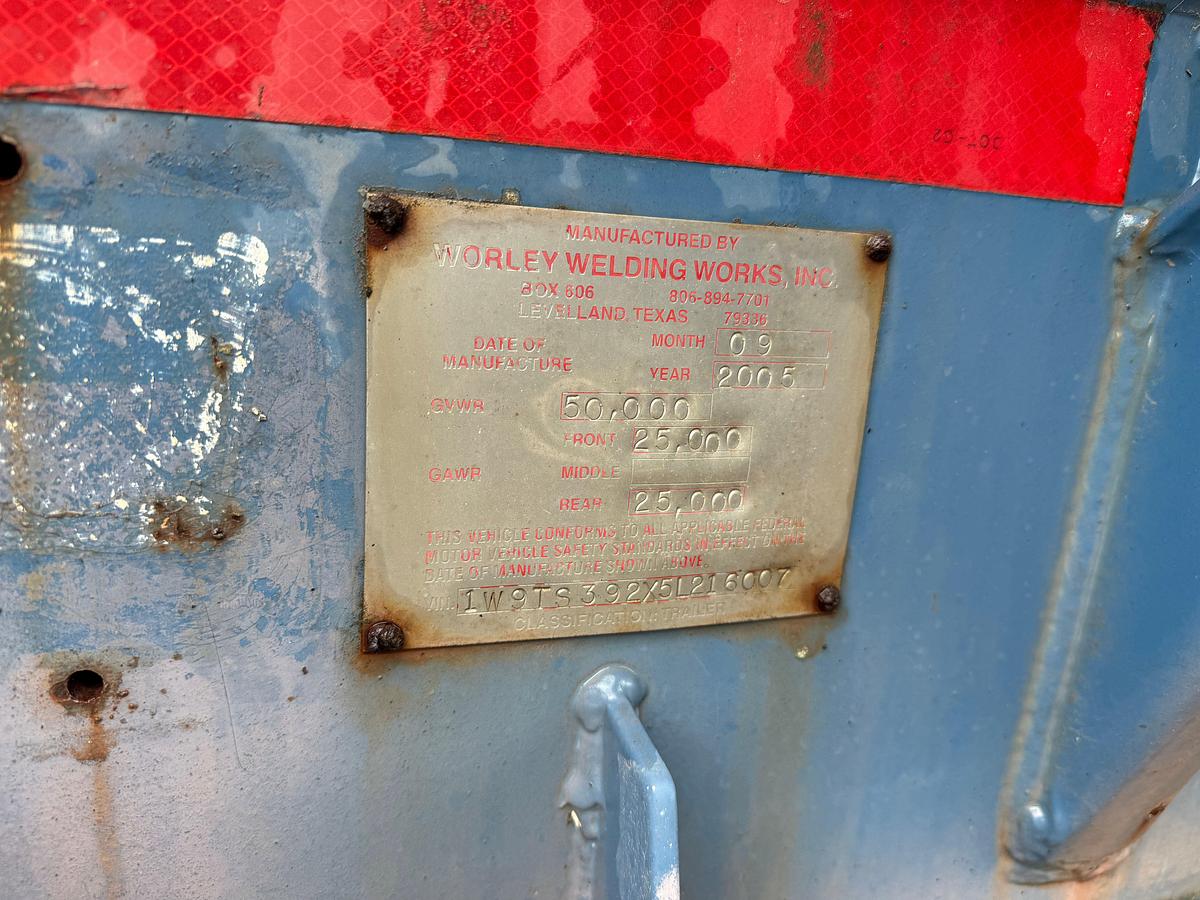 MANUFACTURED BY
WORLEY WELDING WORKS, INC.
BOX 606 806-894-7701
LEVELLAND, TEXAS 79336
DATE OF MANUFACTURE
MONTH 09
YEAR 2005
GVWR 50,000
FRONT 25,000
GAWR MIDDLE
REAR 25,000
THIS VEHICLE CONFORMS TO ALL APPLICABLE FEDERAL
MOTOR VEHICLE SAFETY STANDARDS IN EFFECT ON THE
DATE OF MANUFACTURE SHOWN ABOVE.
VIN: 1W9TS392X5L216007
CLASSIFICATION: TRAILER